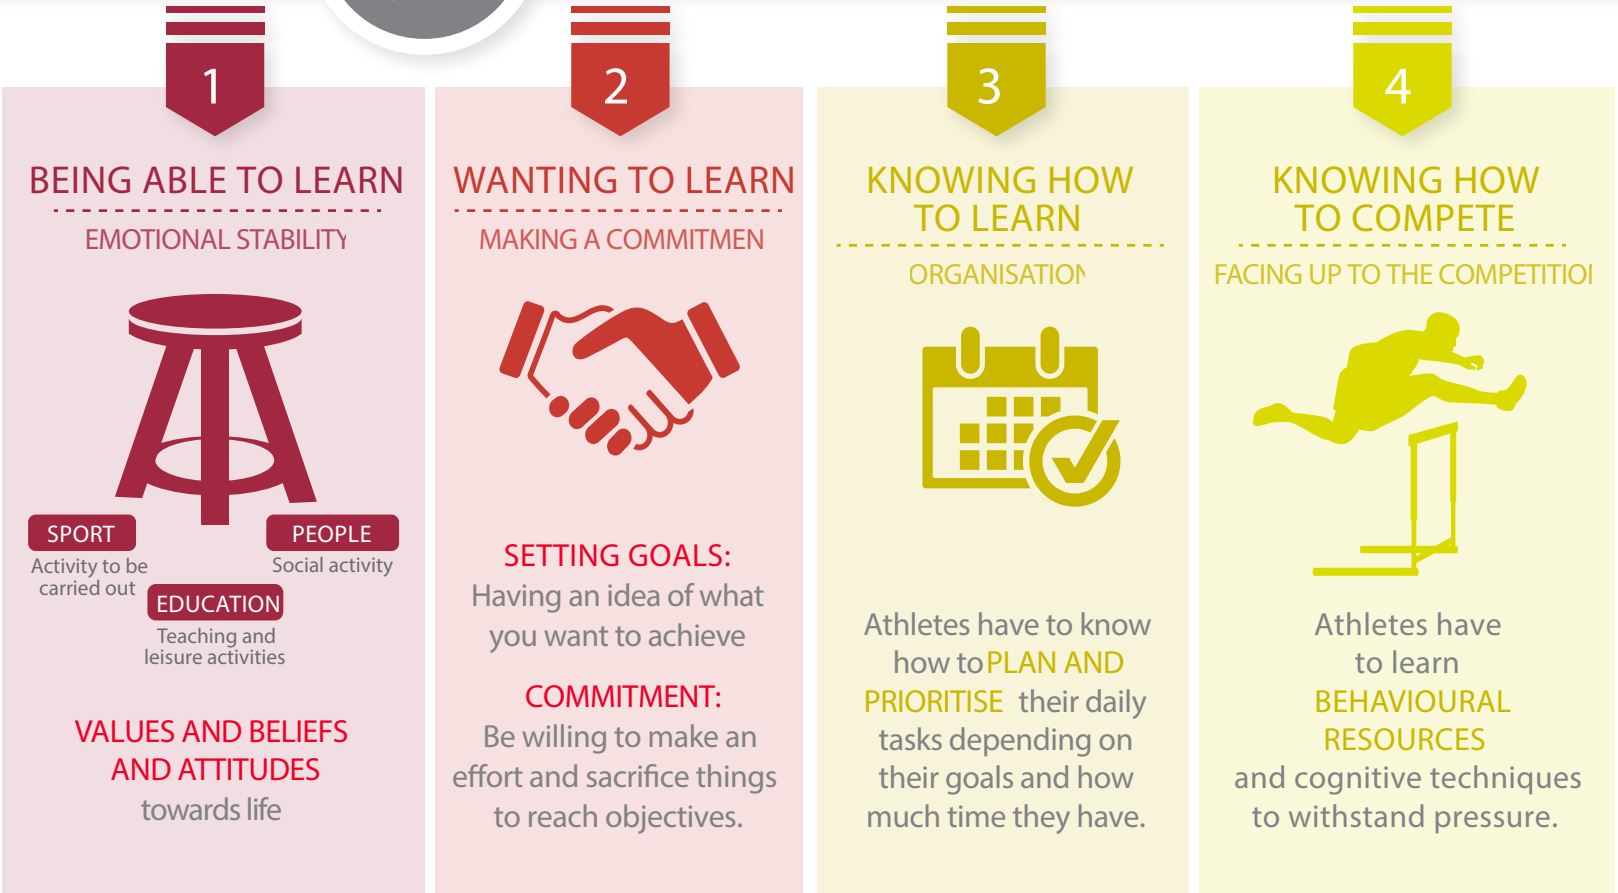 1
BEING ABLE TO LEARN
EMOTIONAL STABILITY
SPORT
Activity to be
carried out
PEOPLE
Social activity
EDUCATION
Teaching and
leisure activities
VALUES AND BELIEFS
AND ATTITUDES
towards life
2
WANTING TO LEARN
MAKING A COMMITMEN
SETTING GOALS:
Having an idea of what
you want to achieve
COMMITMENT:
Be willing to make an
effort and sacrifice things
to reach objectives.
3
KNOWING HOW
TO LEARN
ORGANISATION
Athletes have to know
how to PLAN AND
PRIORITISE their daily
tasks depending on
their goals and how
much time they have.
4
KNOWING HOW
TO COMPETE
FACING UP TO THE COMPETITIO
Athletes have
to learn
BEHAVIOURAL
RESOURCES
and cognitive techniques
to withstand pressure.